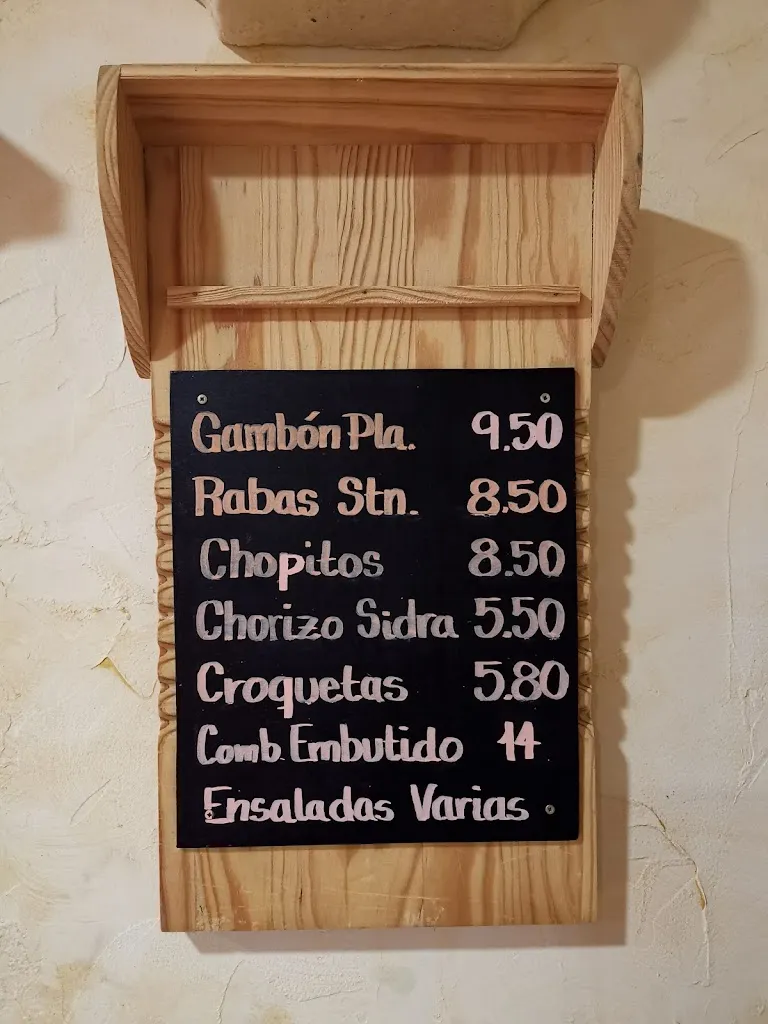 Gambón Pla. 9.50
Rabas Stn. 8.50
Chopitos 8.50
Chorizo Sidra 5.50
Croquetas 5.80
Comb. Embutido 14
Ensaladas Varias